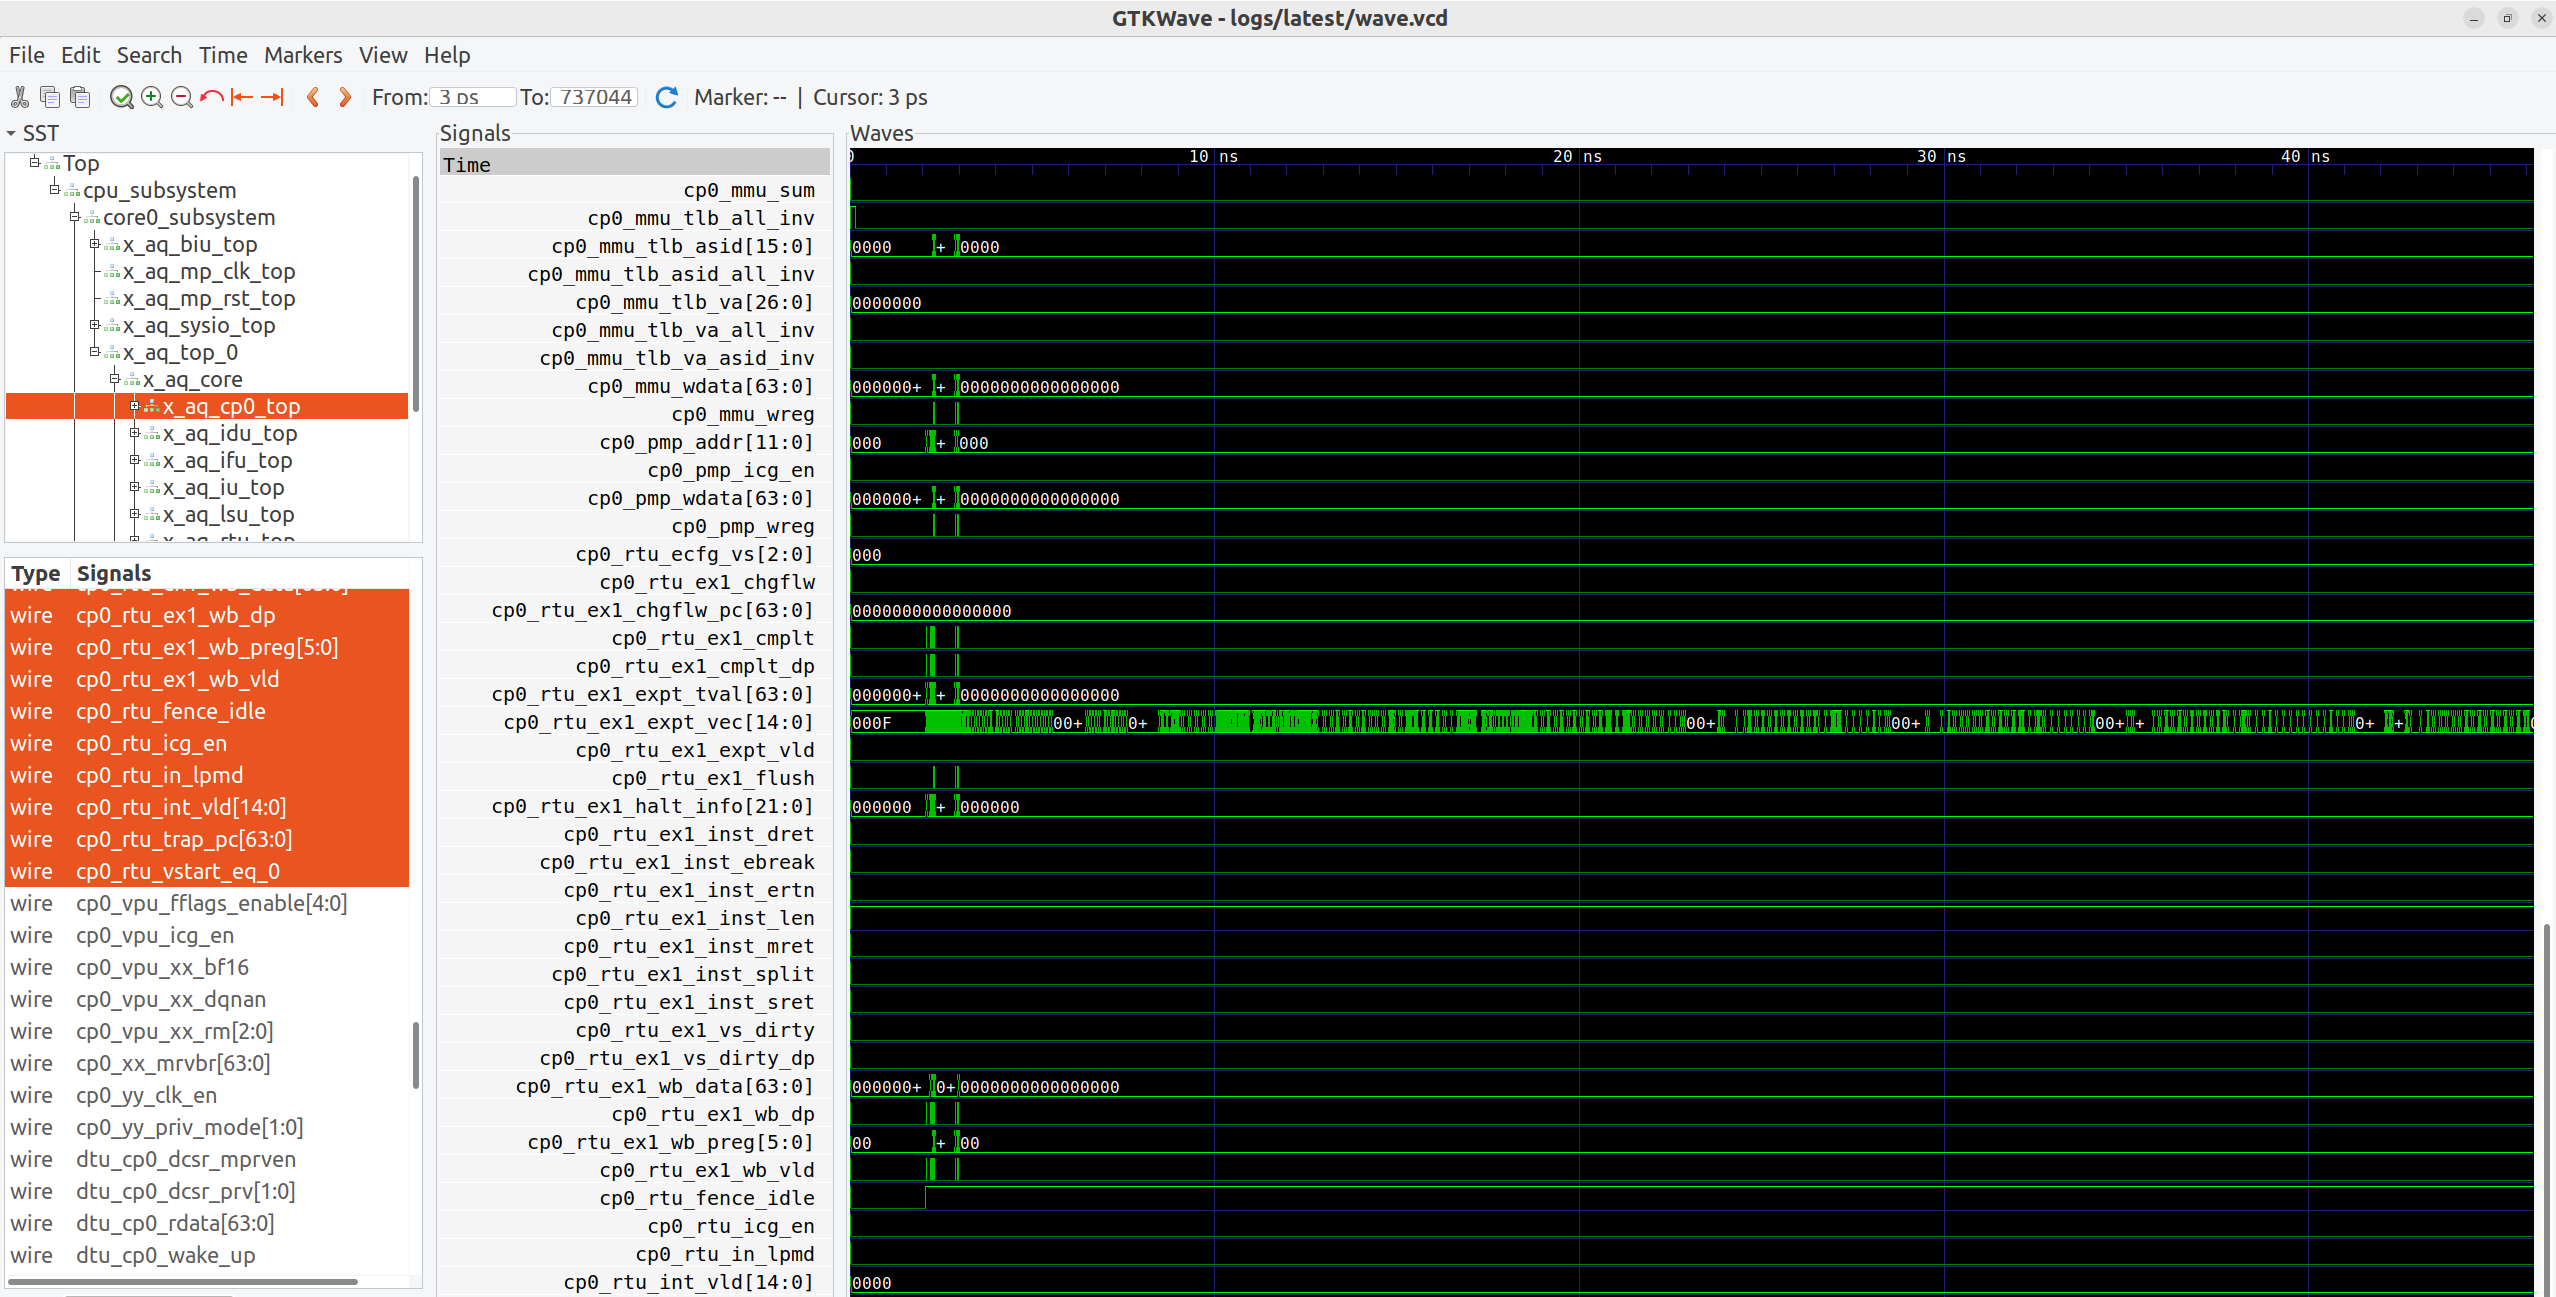 GTKWave - logs/latest/wave.vcd
File Edit Search Time Markers View Help
From: 3 ps To: 737044 Marker: -- | Cursor: 3 ps
SST
Top
cpu_subsystem
core0_subsystem
x_aq_biu_top
x_aq_mp_clk_top
x_aq_mp_rst_top
x_aq_sysio_top
x_aq_top_0
x_aq_core
x_aq_cp0_top
x_aq_idu_top
x_aq_ifu_top
x_aq_iu_top
x_aq_lsu_top
x_aq_rtu_top
Type Signals
cp0_rtu_ex1_wb_data[63:0]
wire cp0_rtu_ex1_wb_dp
wire cp0_rtu_ex1_wb_preg[5:0]
wire cp0_rtu_ex1_wb_vld
wire cp0_rtu_fence_idle
wire cp0_rtu_icg_en
wire cp0_rtu_in_lpmd
wire cp0_rtu_int_vld[14:0]
wire cp0_rtu_trap_pc[63:0]
wire cp0_rtu_vstart_eq_0
wire cp0_vpu_fflags_enable[4:0]
wire cp0_vpu_icg_en
wire cp0_vpu_xx_bf16
wire cp0_vpu_xx_dqnan
wire cp0_vpu_xx_rm[2:0]
wire cp0_xx_mrvbr[63:0]
wire cp0_yy_clk_en
wire cp0_yy_priv_mode[1:0]
wire dtu_cp0_dcsr_mprven
wire dtu_cp0_dcsr_prv[1:0]
wire dtu_cp0_rdata[63:0]
wire dtu_cp0_wake_up
Signals
Time
cp0_mmu_sum
cp0_mmu_tlb_all_inv
cp0_mmu_tlb_asid[15:0]
cp0_mmu_tlb_asid_all_inv
cp0_mmu_tlb_va[26:0]
cp0_mmu_tlb_va_all_inv
cp0_mmu_tlb_va_asid_inv
cp0_mmu_wdata[63:0]
cp0_mmu_wreg
cp0_pmp_addr[11:0]
cp0_pmp_icg_en
cp0_pmp_wdata[63:0]
cp0_pmp_wreg
cp0_rtu_ecfg_vs[2:0]
cp0_rtu_ex1_chgflw
cp0_rtu_ex1_chgflw_pc[63:0]
cp0_rtu_ex1_cmplt
cp0_rtu_ex1_cmplt_dp
cp0_rtu_ex1_expt_tval[63:0]
cp0_rtu_ex1_expt_vec[14:0]
cp0_rtu_ex1_expt_vld
cp0_rtu_ex1_flush
cp0_rtu_ex1_halt_info[21:0]
cp0_rtu_ex1_inst_dret
cp0_rtu_ex1_inst_ebreak
cp0_rtu_ex1_inst_ertn
cp0_rtu_ex1_inst_len
cp0_rtu_ex1_inst_mret
cp0_rtu_ex1_inst_split
cp0_rtu_ex1_inst_sret
cp0_rtu_ex1_vs_dirty
cp0_rtu_ex1_vs_dirty_dp
cp0_rtu_ex1_wb_data[63:0]
cp0_rtu_ex1_wb_dp
cp0_rtu_ex1_wb_preg[5:0]
cp0_rtu_ex1_wb_vld
cp0_rtu_fence_idle
cp0_rtu_icg_en
cp0_rtu_in_lpmd
cp0_rtu_int_vld[14:0]
Waves
0 10 ns 20 ns 30 ns 40 ns
0000 + 0000
0000000
000000+ + 0000000000000000
000 + 000
000000+ + 0000000000000000
000
0000000000000000
000000+ + 0000000000000000
000F 00+ 0+ 00+ 00+ 00+ + 0+ +
000000 + 000000
000000+ 0+ 0000000000000000
00 + 00
0000